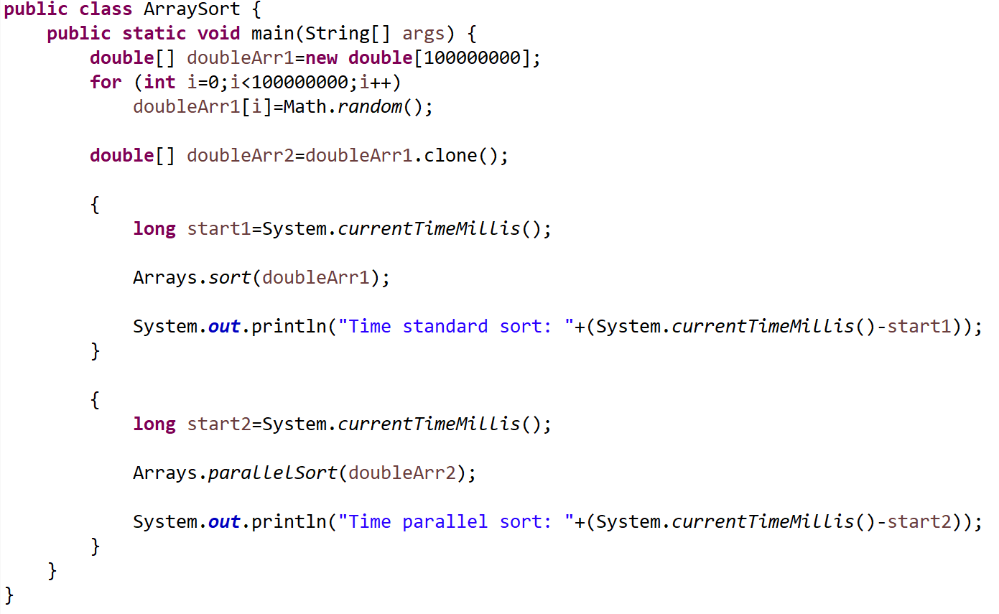 public class ArraySort {
    public static void main(String[] args) {
        double[] doubleArr1=new double[100000000];
        for (int i=0;i<100000000;i++)
            doubleArr1[i]=Math.random();

        double[] doubleArr2=doubleArr1.clone();

        {
            long start1=System.currentTimeMillis();

            Arrays.sort(doubleArr1);

            System.out.println("Time standard sort: "+(System.currentTimeMillis()-start1));
        }

        {
            long start2=System.currentTimeMillis();

            Arrays.parallelSort(doubleArr2);

            System.out.println("Time parallel sort: "+(System.currentTimeMillis()-start2));
        }
    }
}